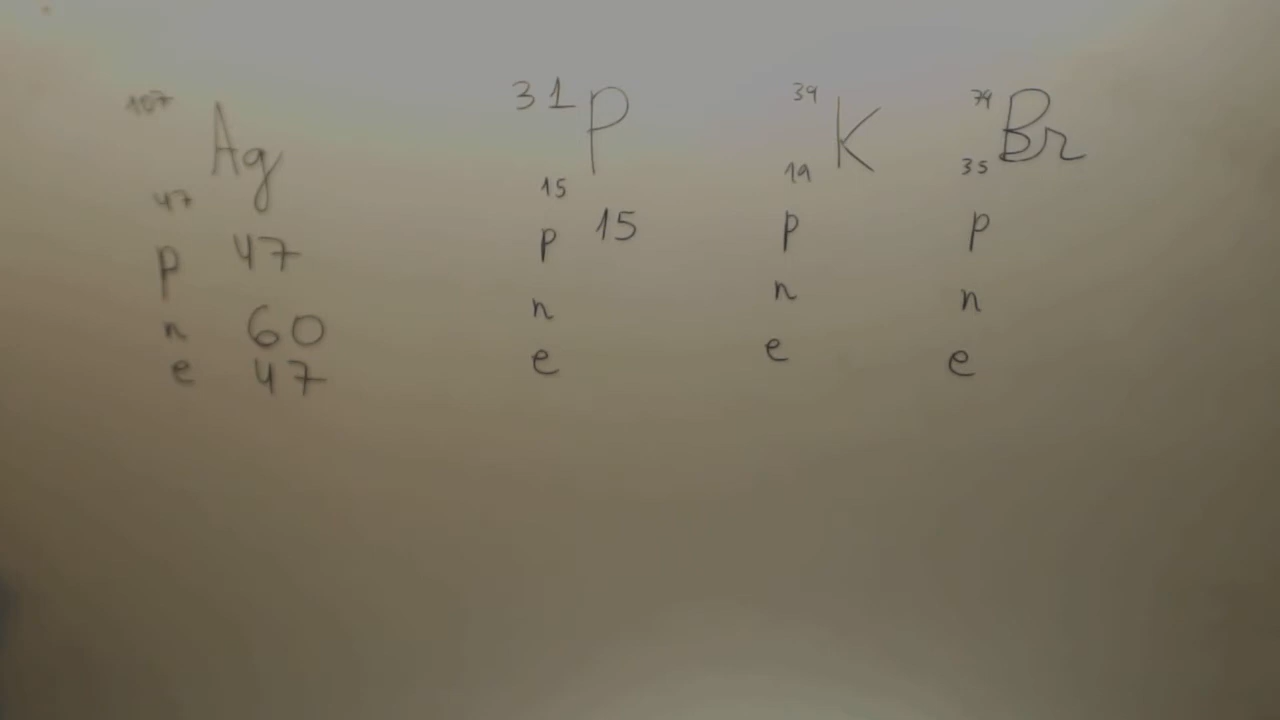 107 Ag 47
p 47
n 60
e 47
31 P 15
p 15
n
e
39 K 19
p
n
e
79 Br 35
p
n
e